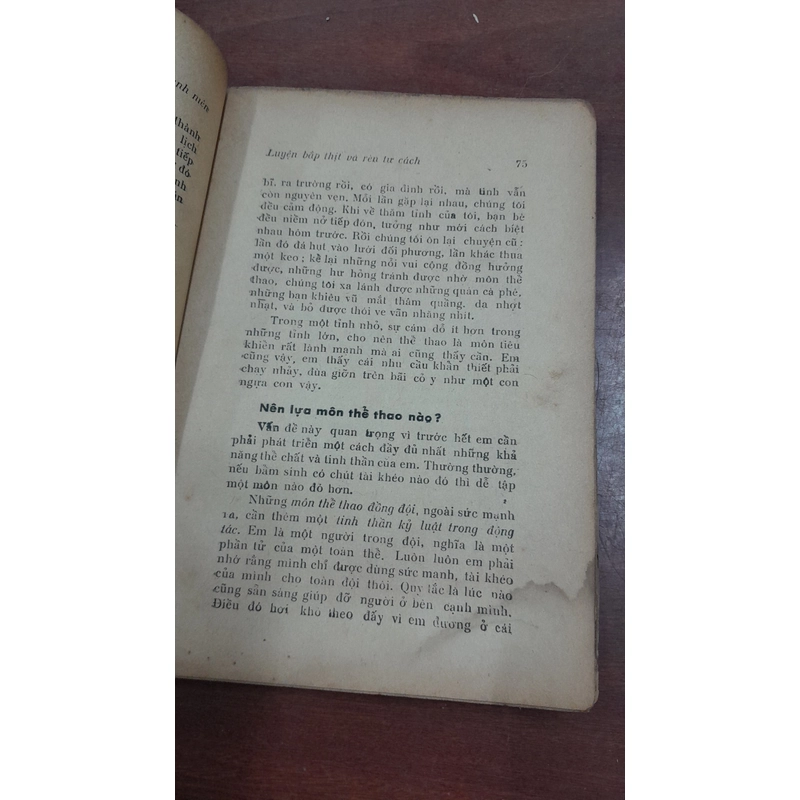 ạnh mẽn
thành
lịch
tiếp
đó
nh
ên
Luyện bắp thịt và rèn tư cách 75
bĩ, ra trường rồi, có gia đình rồi, mà tình vẫn
còn nguyên vẹn. Mỗi lần gặp lại nhau, chúng tôi
đều cảm động. Khi về thăm tỉnh của tôi, bạn bè
đều niềm nở tiếp đón, tưởng như mới cách biệt
nhau hôm trước. Rồi chúng tôi ôn lại chuyện cũ :
lần đó đá hụt vào lưới đối phương, lần khác thua
một keo ; kể lại những nỗi vui cộng đồng hưởng
được, những hư hỏng tránh được nhờ môn thể
thao, chúng tôi xa lánh được những quán cà phê,
những bạn khiêu vũ mắt thâm quầng, da nhợt
nhạt, và bỏ được thói ve vãn nhăng nhít.
Trong một tỉnh nhỏ, sự cám dỗ ít hơn trong
những tỉnh lớn, cho nên thể thao là môn tiêu
khiển rất lành mạnh mà ai cũng thấy cần. Em
cũng vậy, em thấy cái nhu cầu khẩn thiết phải
chạy nhảy, đùa giỡn trên bãi cỏ y như một con
ngựa con vậy.
Nên lựa môn thể thao nào ?
Vấn đề này quan trọng vì trước hết em cần
phải phát triển một cách đầy đủ nhất những khả
năng thể chất và tinh thần của em. Thường thường,
nếu bẩm sinh có chút tài khéo nào đó thì dễ tập
một môn nào đó hơn.
Những môn thể thao đồng đội, ngoài sức mạnh
ra, cần thêm một tinh thần kỷ luật trong động
tác. Em là một người trong đội, nghĩa là một
phần tử của một toàn thể. Luôn luôn em phải
nhớ rằng mình chỉ được dùng sức mạnh, tài khéo
của mình cho toàn đội thôi. Quy tắc là lúc nào
cũng sẵn sàng giúp đỡ người ở bên cạnh mình.
Điều đó hơi khó theo đấy vì em đương ở cái